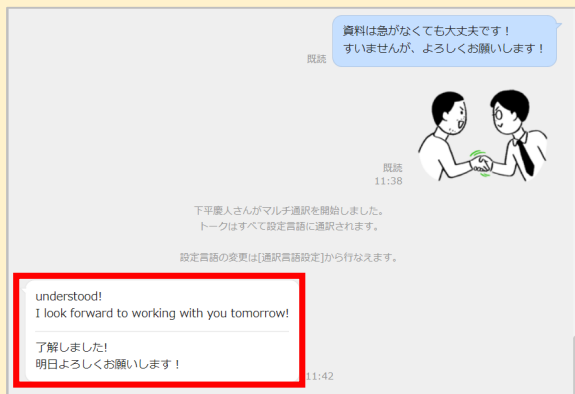 資料は急がなくても大丈夫です！
すいませんが、よろしくお願いします！
既読
既読
11:38
下平慶人さんがマルチ通訳を開始しました。
トークはすべて設定言語に通訳されます。
設定言語の変更は[通訳言語設定]から行なえます。
understood!
I look forward to working with you tomorrow!
了解しました!
明日よろしくお願いします！
11:42